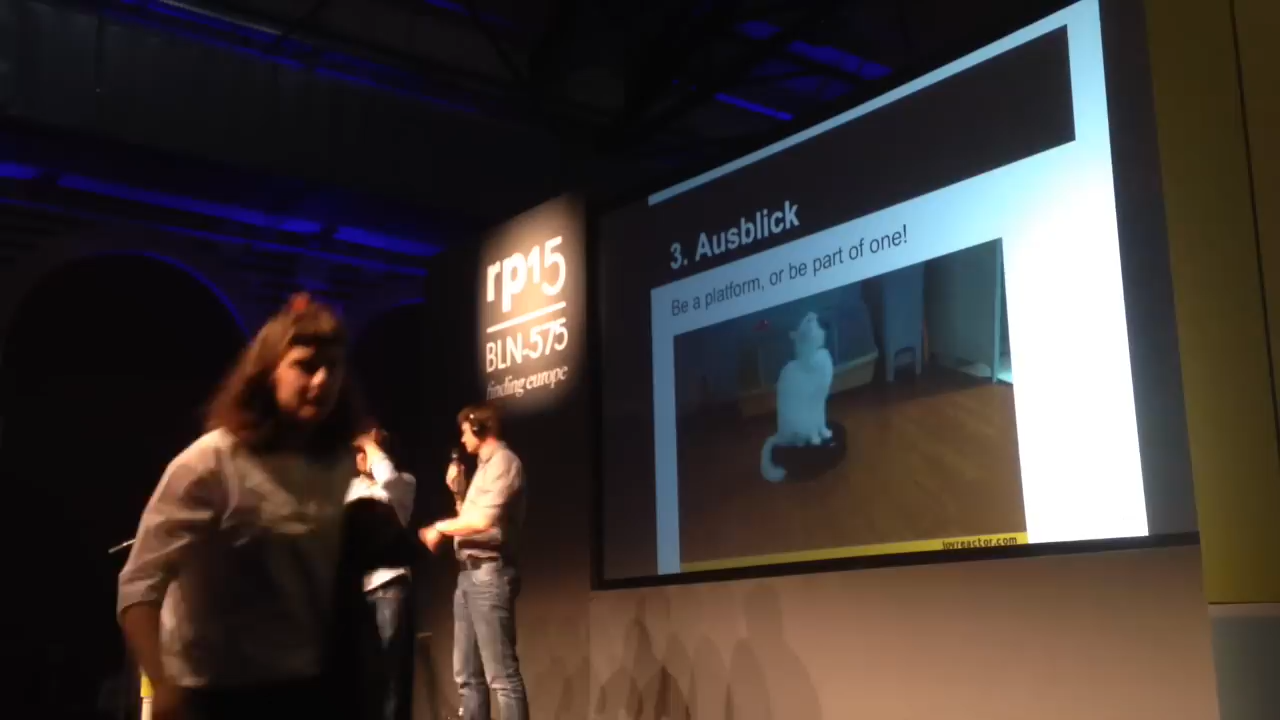 rp15
BLN-575
finding europe
3. Ausblick
Be a platform, or be part of one!
joyreactor.com